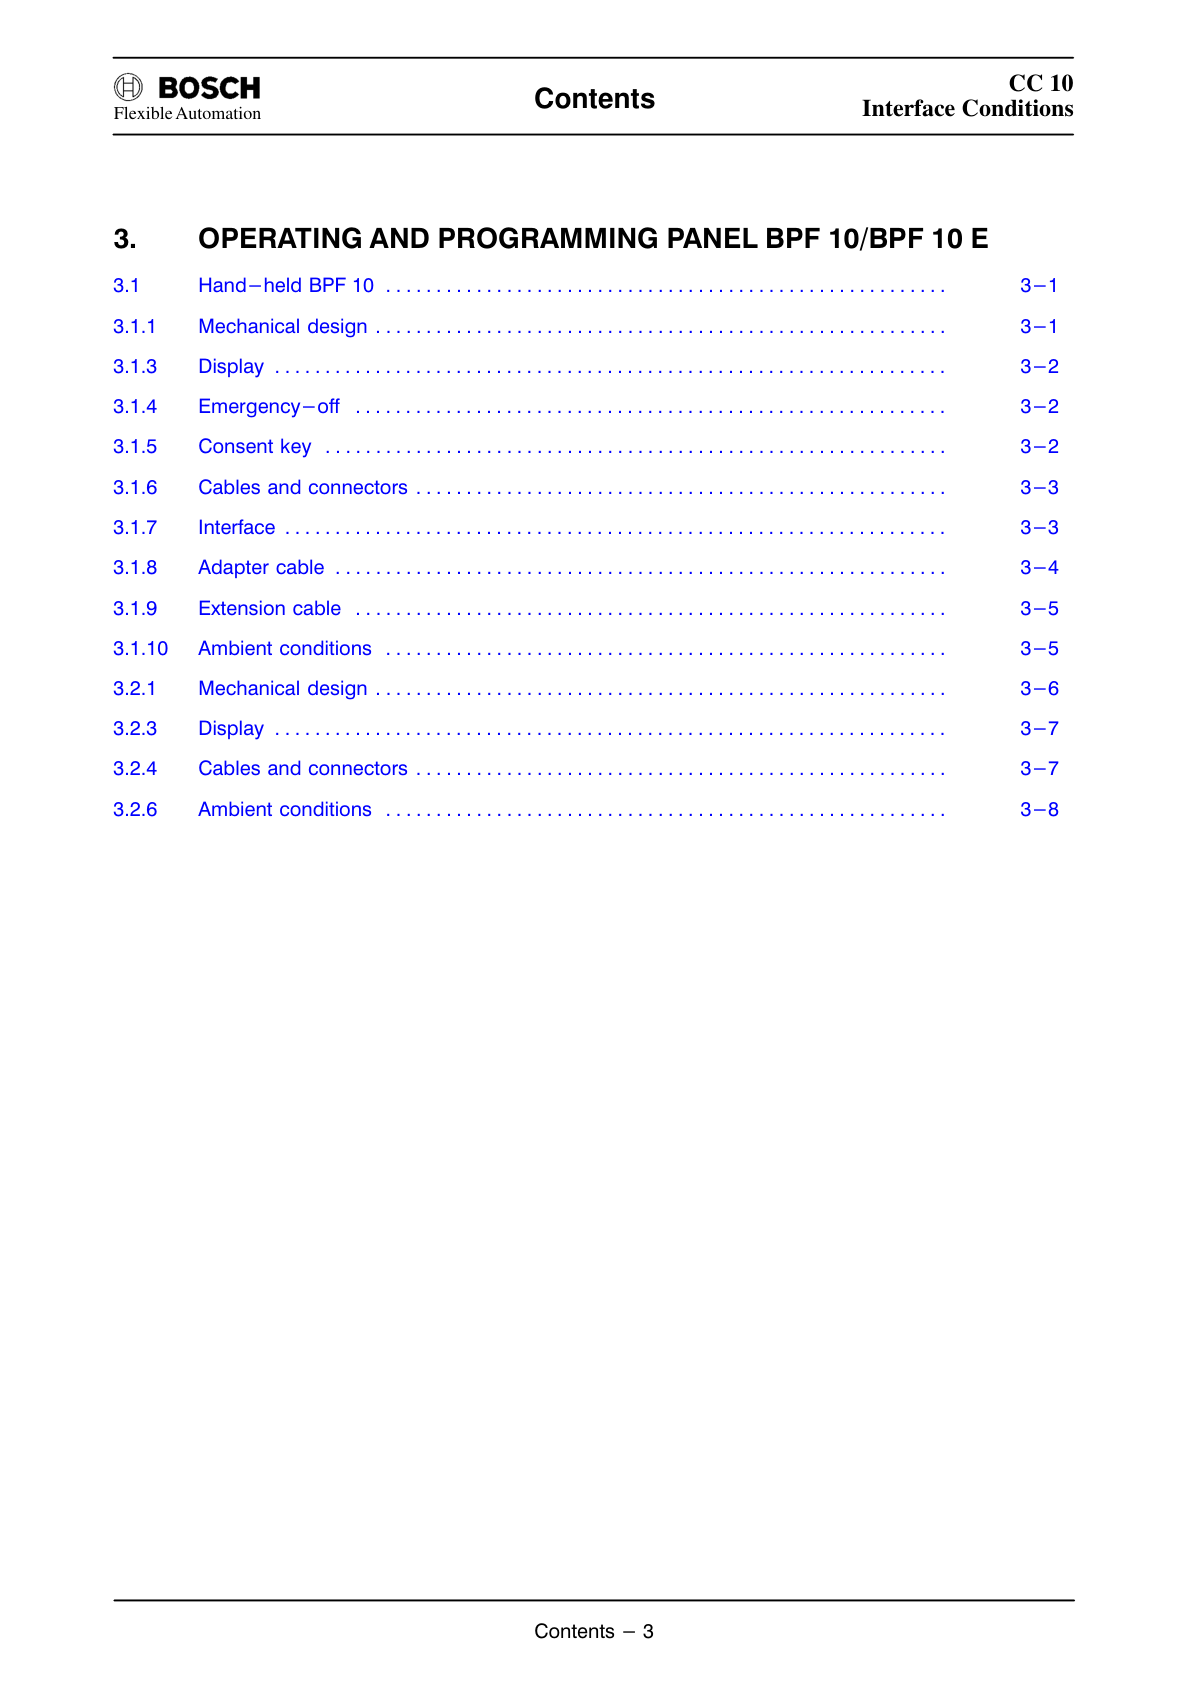 BOSCH
Flexible Automation
Contents
CC 10
Interface Conditions
3. OPERATING AND PROGRAMMING PANEL BPF 10/BPF 10 E
3.1 Hand−held BPF 10 . . . . . . . . . . . . . . . . . . . . . . . . . . . . . . . . . . . . . . . . . . . . . . . . . . . . . . . . 3−1
3.1.1 Mechanical design . . . . . . . . . . . . . . . . . . . . . . . . . . . . . . . . . . . . . . . . . . . . . . . . . . . . . . . . . 3−1
3.1.3 Display . . . . . . . . . . . . . . . . . . . . . . . . . . . . . . . . . . . . . . . . . . . . . . . . . . . . . . . . . . . . . . . . . . . 3−2
3.1.4 Emergency−off . . . . . . . . . . . . . . . . . . . . . . . . . . . . . . . . . . . . . . . . . . . . . . . . . . . . . . . . . . . 3−2
3.1.5 Consent key . . . . . . . . . . . . . . . . . . . . . . . . . . . . . . . . . . . . . . . . . . . . . . . . . . . . . . . . . . . . . . 3−2
3.1.6 Cables and connectors . . . . . . . . . . . . . . . . . . . . . . . . . . . . . . . . . . . . . . . . . . . . . . . . . . . . . 3−3
3.1.7 Interface . . . . . . . . . . . . . . . . . . . . . . . . . . . . . . . . . . . . . . . . . . . . . . . . . . . . . . . . . . . . . . . . . . 3−3
3.1.8 Adapter cable . . . . . . . . . . . . . . . . . . . . . . . . . . . . . . . . . . . . . . . . . . . . . . . . . . . . . . . . . . . . . 3−4
3.1.9 Extension cable . . . . . . . . . . . . . . . . . . . . . . . . . . . . . . . . . . . . . . . . . . . . . . . . . . . . . . . . . . . 3−5
3.1.10 Ambient conditions . . . . . . . . . . . . . . . . . . . . . . . . . . . . . . . . . . . . . . . . . . . . . . . . . . . . . . . . 3−5
3.2.1 Mechanical design . . . . . . . . . . . . . . . . . . . . . . . . . . . . . . . . . . . . . . . . . . . . . . . . . . . . . . . . . 3−6
3.2.3 Display . . . . . . . . . . . . . . . . . . . . . . . . . . . . . . . . . . . . . . . . . . . . . . . . . . . . . . . . . . . . . . . . . . . 3−7
3.2.4 Cables and connectors . . . . . . . . . . . . . . . . . . . . . . . . . . . . . . . . . . . . . . . . . . . . . . . . . . . . . 3−7
3.2.6 Ambient conditions . . . . . . . . . . . . . . . . . . . . . . . . . . . . . . . . . . . . . . . . . . . . . . . . . . . . . . . . 3−8
Contents − 3